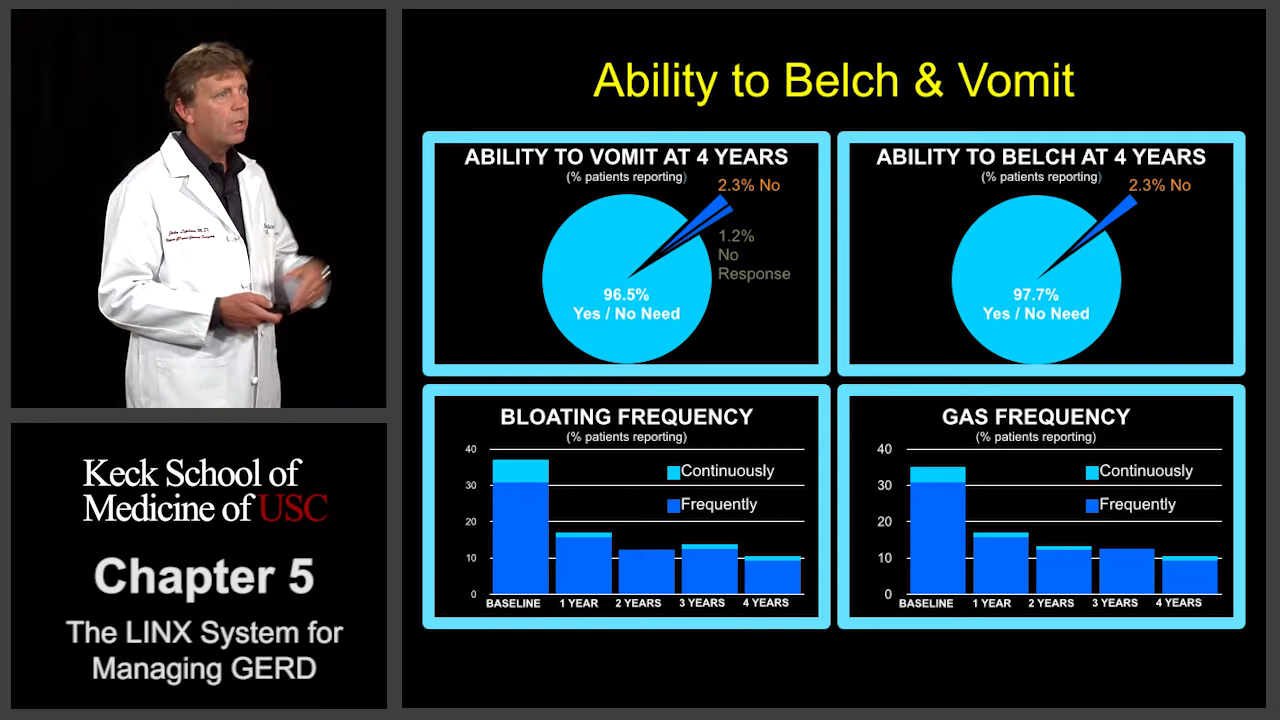 Ability to Belch & Vomit
ABILITY TO VOMIT AT 4 YEARS
(% patients reporting)
2.3% No
1.2%
No
Response
96.5%
Yes / No Need
ABILITY TO BELCH AT 4 YEARS
(% patients reporting)
2.3% No
97.7%
Yes / No Need
BLOATING FREQUENCY
(% patients reporting)
40
30
20
10
0
Continuously
Frequently
BASELINE
1 YEAR
2 YEARS
3 YEARS
4 YEARS
GAS FREQUENCY
(% patients reporting)
40
30
20
10
0
Continuously
Frequently
BASELINE
1 YEAR
2 YEARS
3 YEARS
4 YEARS
Keck School of
Medicine of USC
Chapter 5
The LINX System for
Managing GERD